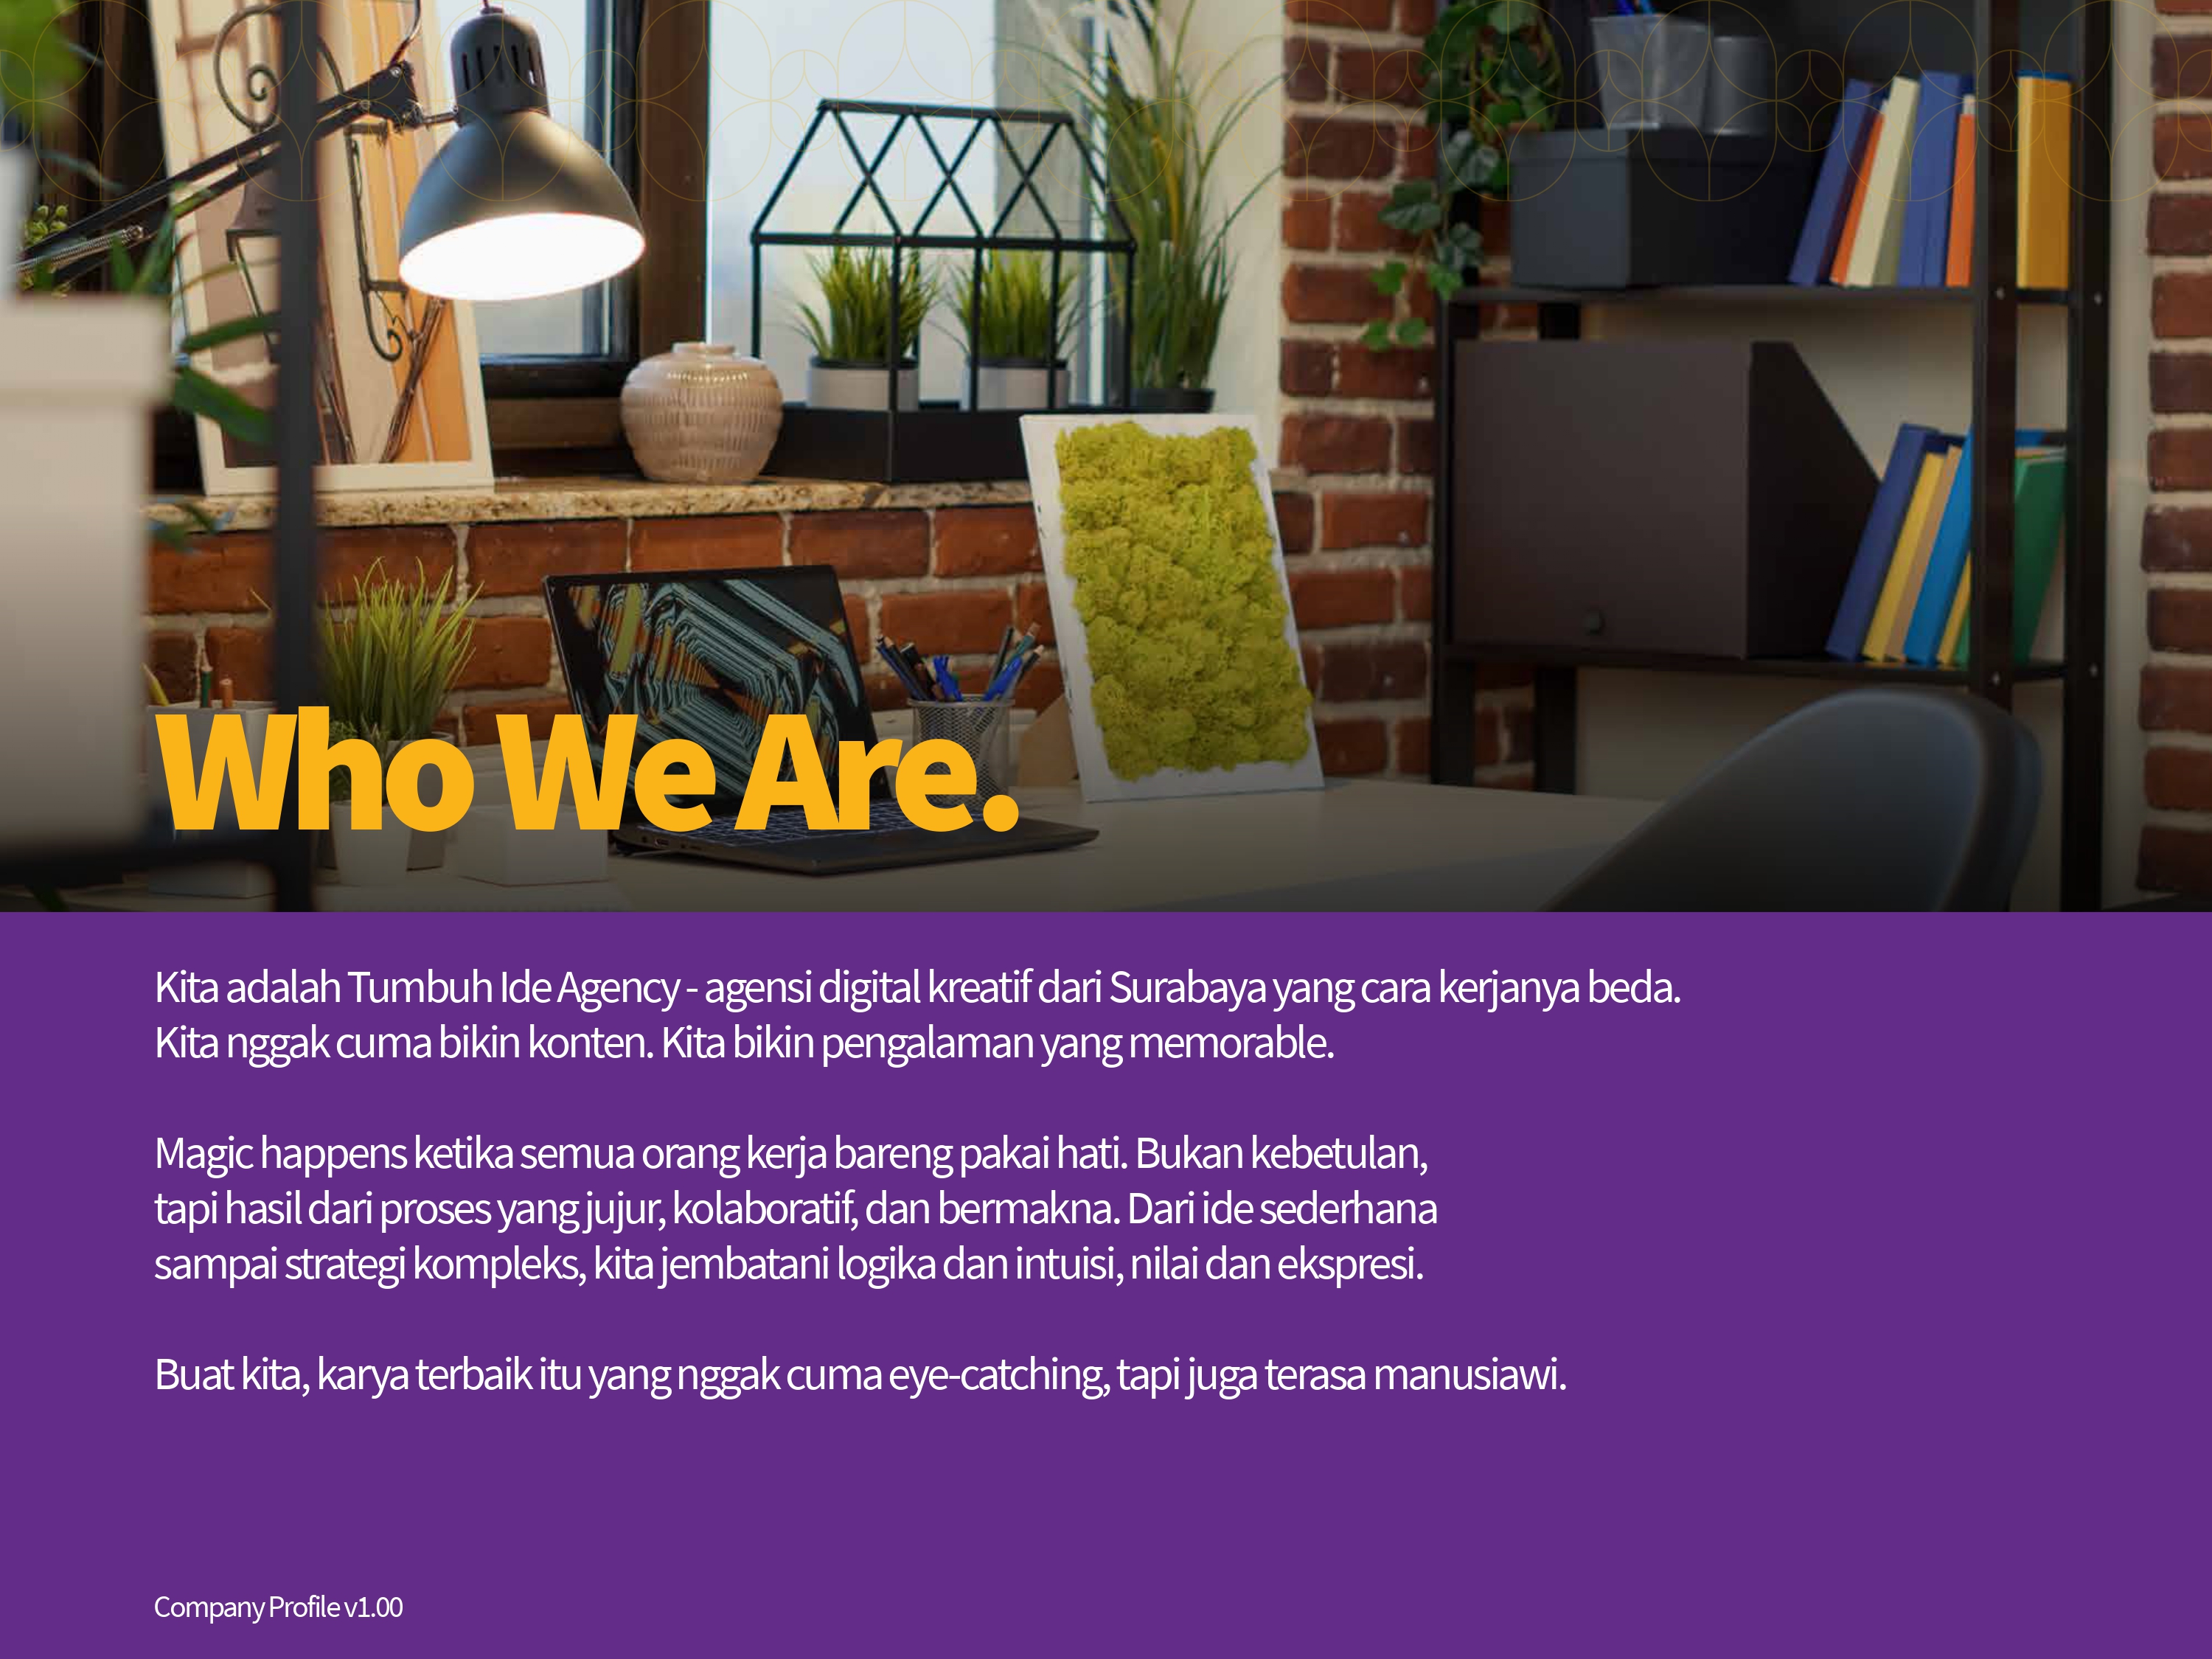 Who We Are.
Kita adalah Tumbuh Ide Agency - agensi digital kreatif dari Surabaya yang cara kerjanya beda.
Kita nggak cuma bikin konten. Kita bikin pengalaman yang memorable.
Magic happens ketika semua orang kerja bareng pakai hati. Bukan kebetulan,
tapi hasil dari proses yang jujur, kolaboratif, dan bermakna. Dari ide sederhana
sampai strategi kompleks, kita jembatani logika dan intuisi, nilai dan ekspresi.
Buat kita, karya terbaik itu yang nggak cuma eye-catching, tapi juga terasa manusiawi.
Company Profile v1.00